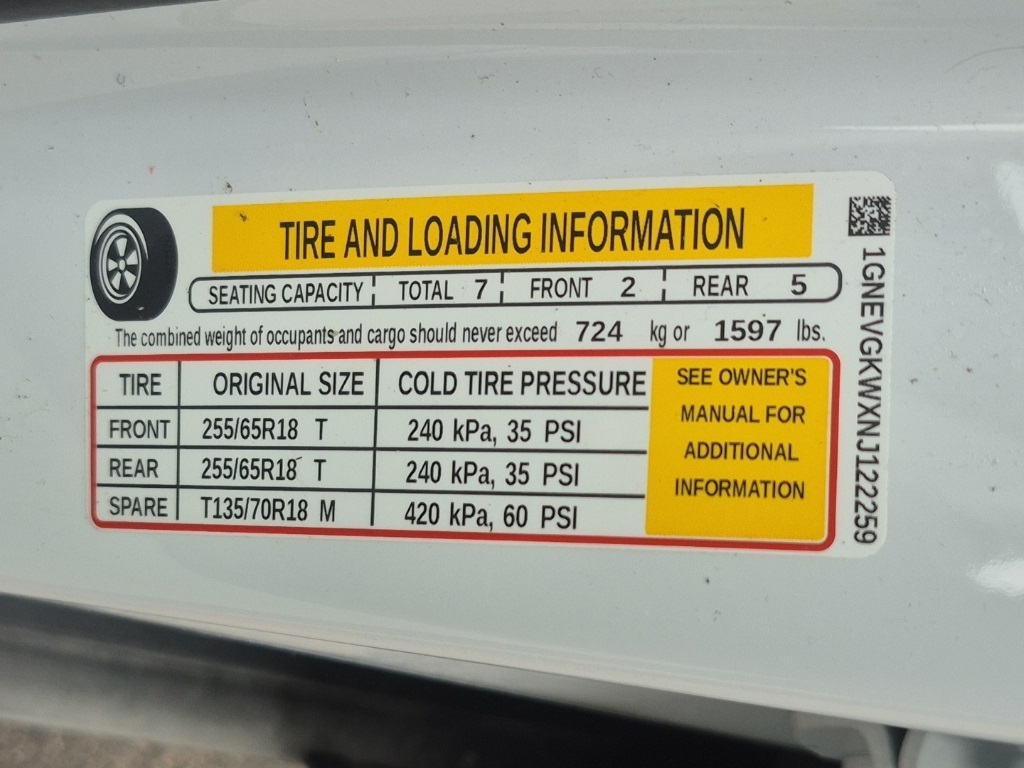 TIRE AND LOADING INFORMATION
SEATING CAPACITY TOTAL 7 FRONT 2 REAR 5
The combined weight of occupants and cargo should never exceed 724 kg or 1597 lbs.
TIRE ORIGINAL SIZE COLD TIRE PRESSURE
FRONT 255/65R18 T 240 kPa, 35 PSI
REAR 255/65R18 T 240 kPa, 35 PSI
SPARE T135/70R18 M 420 kPa, 60 PSI
SEE OWNER'S
MANUAL FOR
ADDITIONAL
INFORMATION
1GNEVGKWXNJ122259